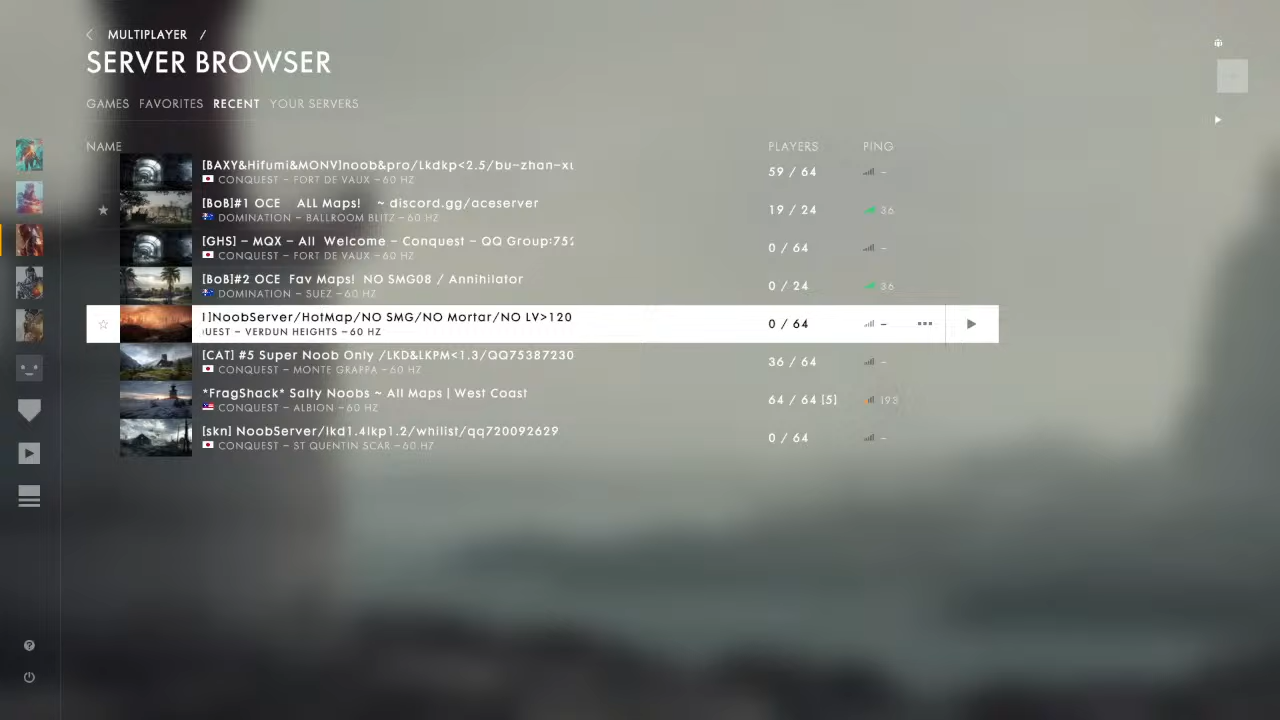 MULTIPLAYER /
SERVER BROWSER
GAMES FAVORITES RECENT YOUR SERVERS
NAME PLAYERS PING
[BAXY&Hifumi&MONV]noob&pro/Lkdkp<2.5/bu-zhan-xu 59 / 64 -
CONQUEST - FORT DE VAUX - 60 HZ
[BoB]#1 OCE ALL Maps! ~ discord.gg/aceserver 19 / 24 36
DOMINATION - BALLROOM BLITZ - 60 HZ
[GHS] - MQX - All Welcome - Conquest - QQ Group:752 0 / 64 -
CONQUEST - FORT DE VAUX - 60 HZ
[BoB]#2 OCE Fav Maps! NO SMG08 / Annihilator 0 / 24 36
DOMINATION - SUEZ - 60 HZ
1]NoobServer/HotMap/NO SMG/NO Mortar/NO LV>120 0 / 64 -
UEST - VERDUN HEIGHTS - 60 HZ
[CAT] #5 Super Noob Only /LKD&LKPM<1.3/QQ75387230 36 / 64 -
CONQUEST - MONTE GRAPPA - 60 HZ
*FragShack* Salty Noobs ~ All Maps | West Coast 64 / 64 [5] 193
CONQUEST - ALBION - 60 HZ
[skn] NoobServer/lkd1.4lkp1.2/whilist/qq720092629 0 / 64 -
CONQUEST - ST QUENTIN SCAR - 60 HZ